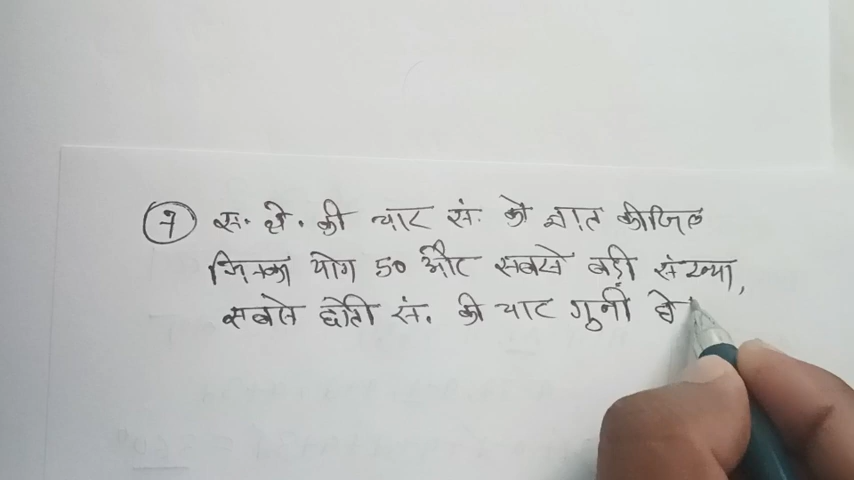 7 स. श्रे. की चार सं. को ज्ञात कीजिए
जिनका योग 50 और सबसे बड़ी संख्या,
सबसे छोटी सं. की चार गुनी है